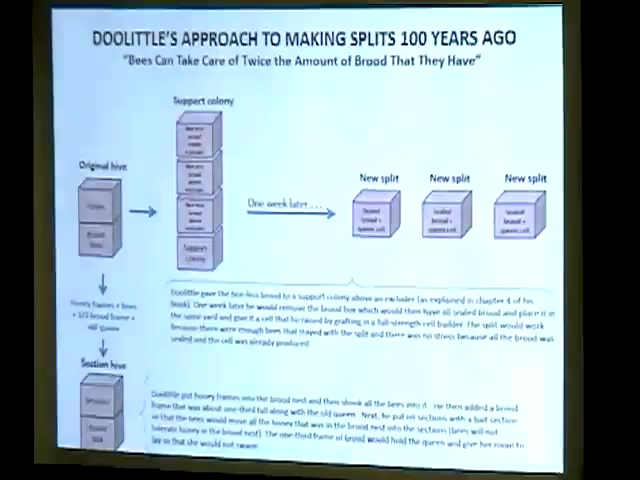 DOOLITTLE'S APPROACH TO MAKING SPLITS 100 YEARS AGO
"Bees Can Take Care of Twice the Amount of Brood That They Have"
Support colony
Original hive
New split
New split
New split
One week later . . .
Support
colony
Doolittle gave the bee-less brood to a support colony above an excluder (as explained in chapter 4 of his
book). One week later he would remove the brood box which would then have all sealed brood and place it in
the same yard and give it a cell that he raised by grafting in a full-strength cell builder. The split would work
because there were enough bees that stayed with the split and there was no stress because all the brood was
sealed and the cell was already produced.
Honey frames + bees
+ 1/3 brood frame +
old queen
Section hive
Doolittle put honey frames into the brood nest and then shook all the bees into it. He then added a brood
frame that was about one-third full along with the old queen. Next, he put on sections with a bait section
so that the bees would move all the honey that was in the brood nest into the sections (bees will not
tolerate honey in the brood nest). The one-third frame of brood would hold the queen and give her room to
lay so that she would not swarm.